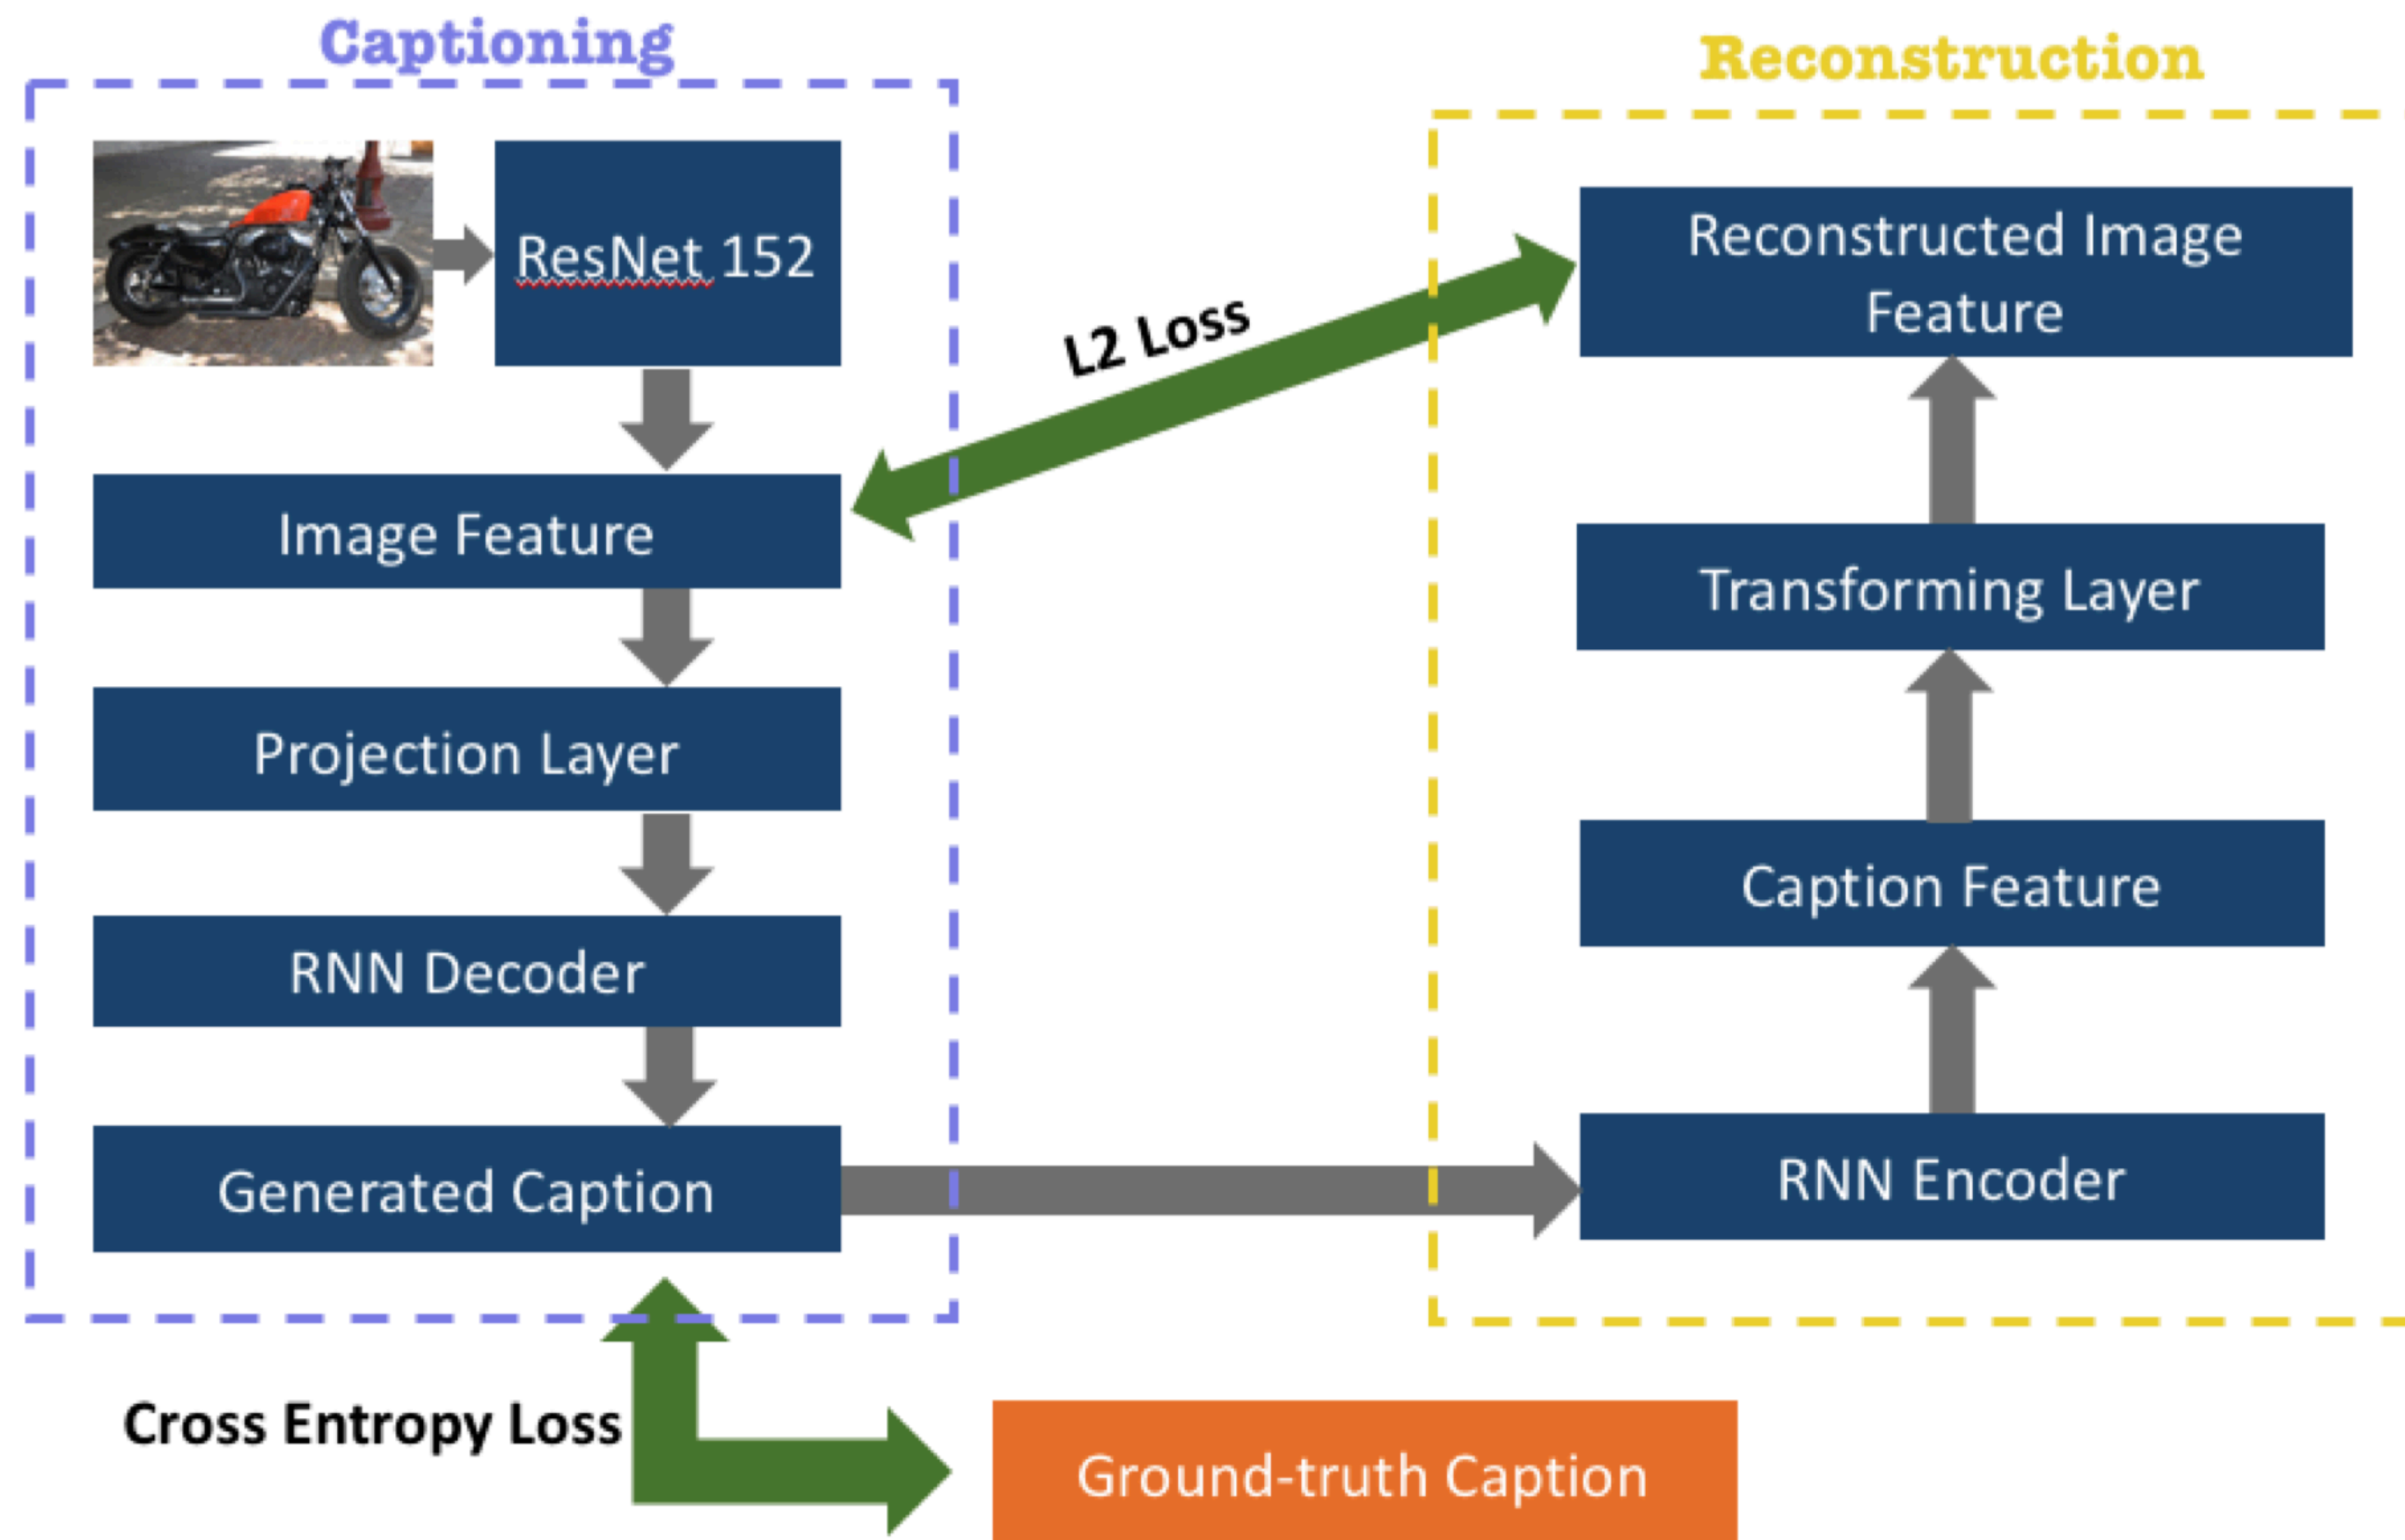 Captioning
ResNet 152
Image Feature
Projection Layer
RNN Decoder
Generated Caption
Cross Entropy Loss
Ground-truth Caption
L2 Loss
Reconstruction
Reconstructed Image
Feature
Transforming Layer
Caption Feature
RNN Encoder